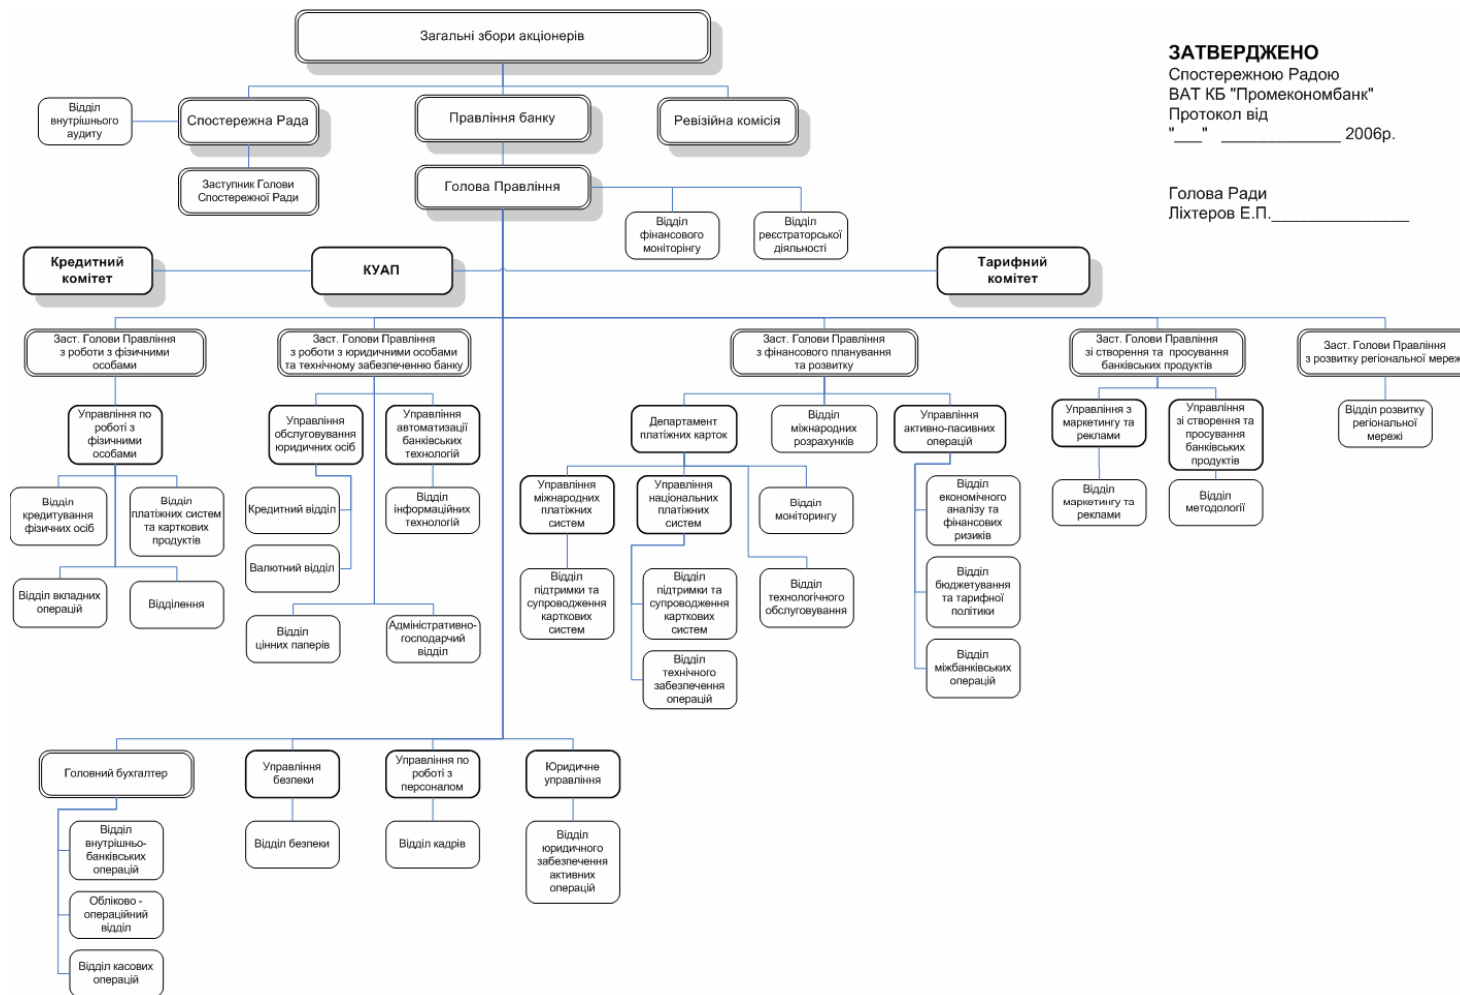 Загальні збори акціонерів
ЗАТВЕРДЖЕНО
Спостережною Радою
ВАТ КБ "Промекономбанк"
Протокол від
"___" _____________ 2006р.
Голова Ради
Ліхтеров Е.П._______________
Відділ
внутрішнього
аудиту
Спостережна Рада
Правління банку
Ревізійна комісія
Заступник Голови
Спостережної Ради
Голова Правління
Відділ
фінансового
моніторінгу
Відділ
реєстраторської
діяльності
Кредитний
комітет
КУАП
Тарифний
комітет
Заст. Голови Правління
з роботи з фізичними
особами
Заст. Голови Правління
з роботи з юридичними особами
та технічному забезпеченню банку
Заст. Голови Правління
з фінансового планування
та розвитку
Заст. Голови Правління
зі створення та просування
банківських продуктів
Заст. Голови Правління
з розвитку регіональної мереж
Управління по
роботі з
фізичними
особами
Управління
обслуговування
юридичних осіб
Управління
автоматизації
банківських
технологій
Департамент
платіжних карток
Відділ
міжнародних
розрахунків
Управління
активно-пасивних
операцій
Управління з
маркетингу та
реклами
Управління
зі створення та
просування
банківських
продуктів
Відділ розвитку
регіональної
мережі
Відділ
кредитування
фізичних осіб
Відділ
платіжних систем
та карткових
продуктів
Кредитний відділ
Відділ
інформаційних
технологій
Управління
міжнародних
платіжних
систем
Управління
національних
платіжних
систем
Відділ
моніторингу
Відділ
економічного
аналізу та
фінансових
ризиків
Відділ
маркетингу та
реклами
Відділ
методології
Відділ вкладних
операцій
Відділення
Валютний відділ
Відділ
підтримки та
супроводження
карткових
систем
Відділ
підтримки та
супроводження
карткових
систем
Відділ
технологічного
обслуговування
Відділ
бюджетування
та тарифної
політики
Відділ
цінних паперів
Адміністративно-
господарчий
відділ
Відділ
технічного
забезпечення
операцій
Відділ
міжбанківських
операцій
Головний бухгалтер
Управління
безпеки
Управління по
роботі з
персоналом
Юридичне
управління
Відділ
внутрішньо-
банківських
операцій
Відділ безпеки
Відділ кадрів
Відділ
юридичного
забезпечення
активних
операцій
Обліково -
операційний
відділ
Відділ касових
операцій